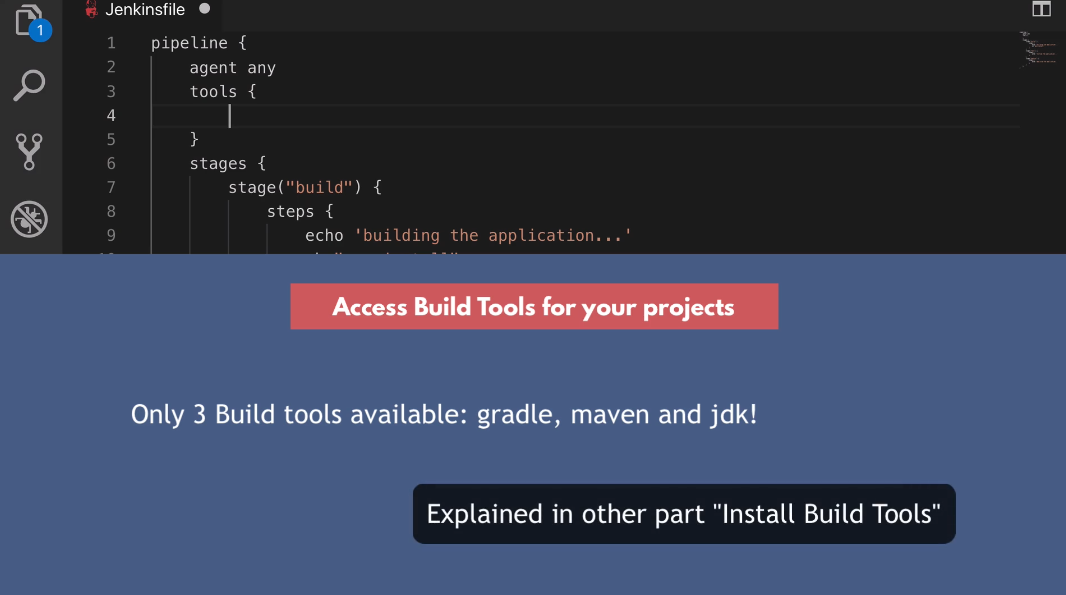 Jenkinsfile
1
1 pipeline {
2 agent any
3 tools {
4
5 }
6 stages {
7 stage("build") {
8 steps {
9 echo 'building the application...'
Access Build Tools for your projects
Only 3 Build tools available: gradle, maven and jdk!
Explained in other part "Install Build Tools"